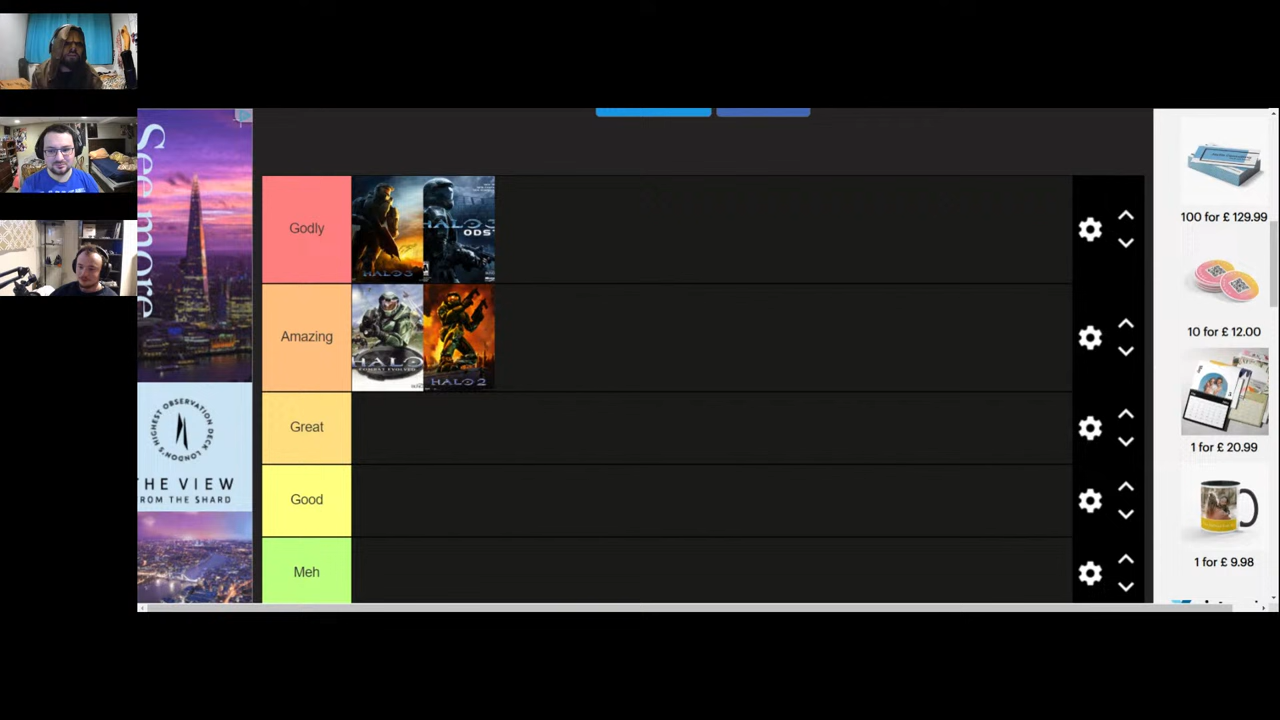 See more
LONDON'S HIGHEST OBSERVATION DECK
THE VIEW
FROM THE SHARD
Godly
HALO 3
HALO 3
ODST
Amazing
HALO
COMBAT EVOLVED
HALO 2
Great
Good
Meh
100 for £ 129.99
10 for £ 12.00
1 for £ 20.99
1 for £ 9.98